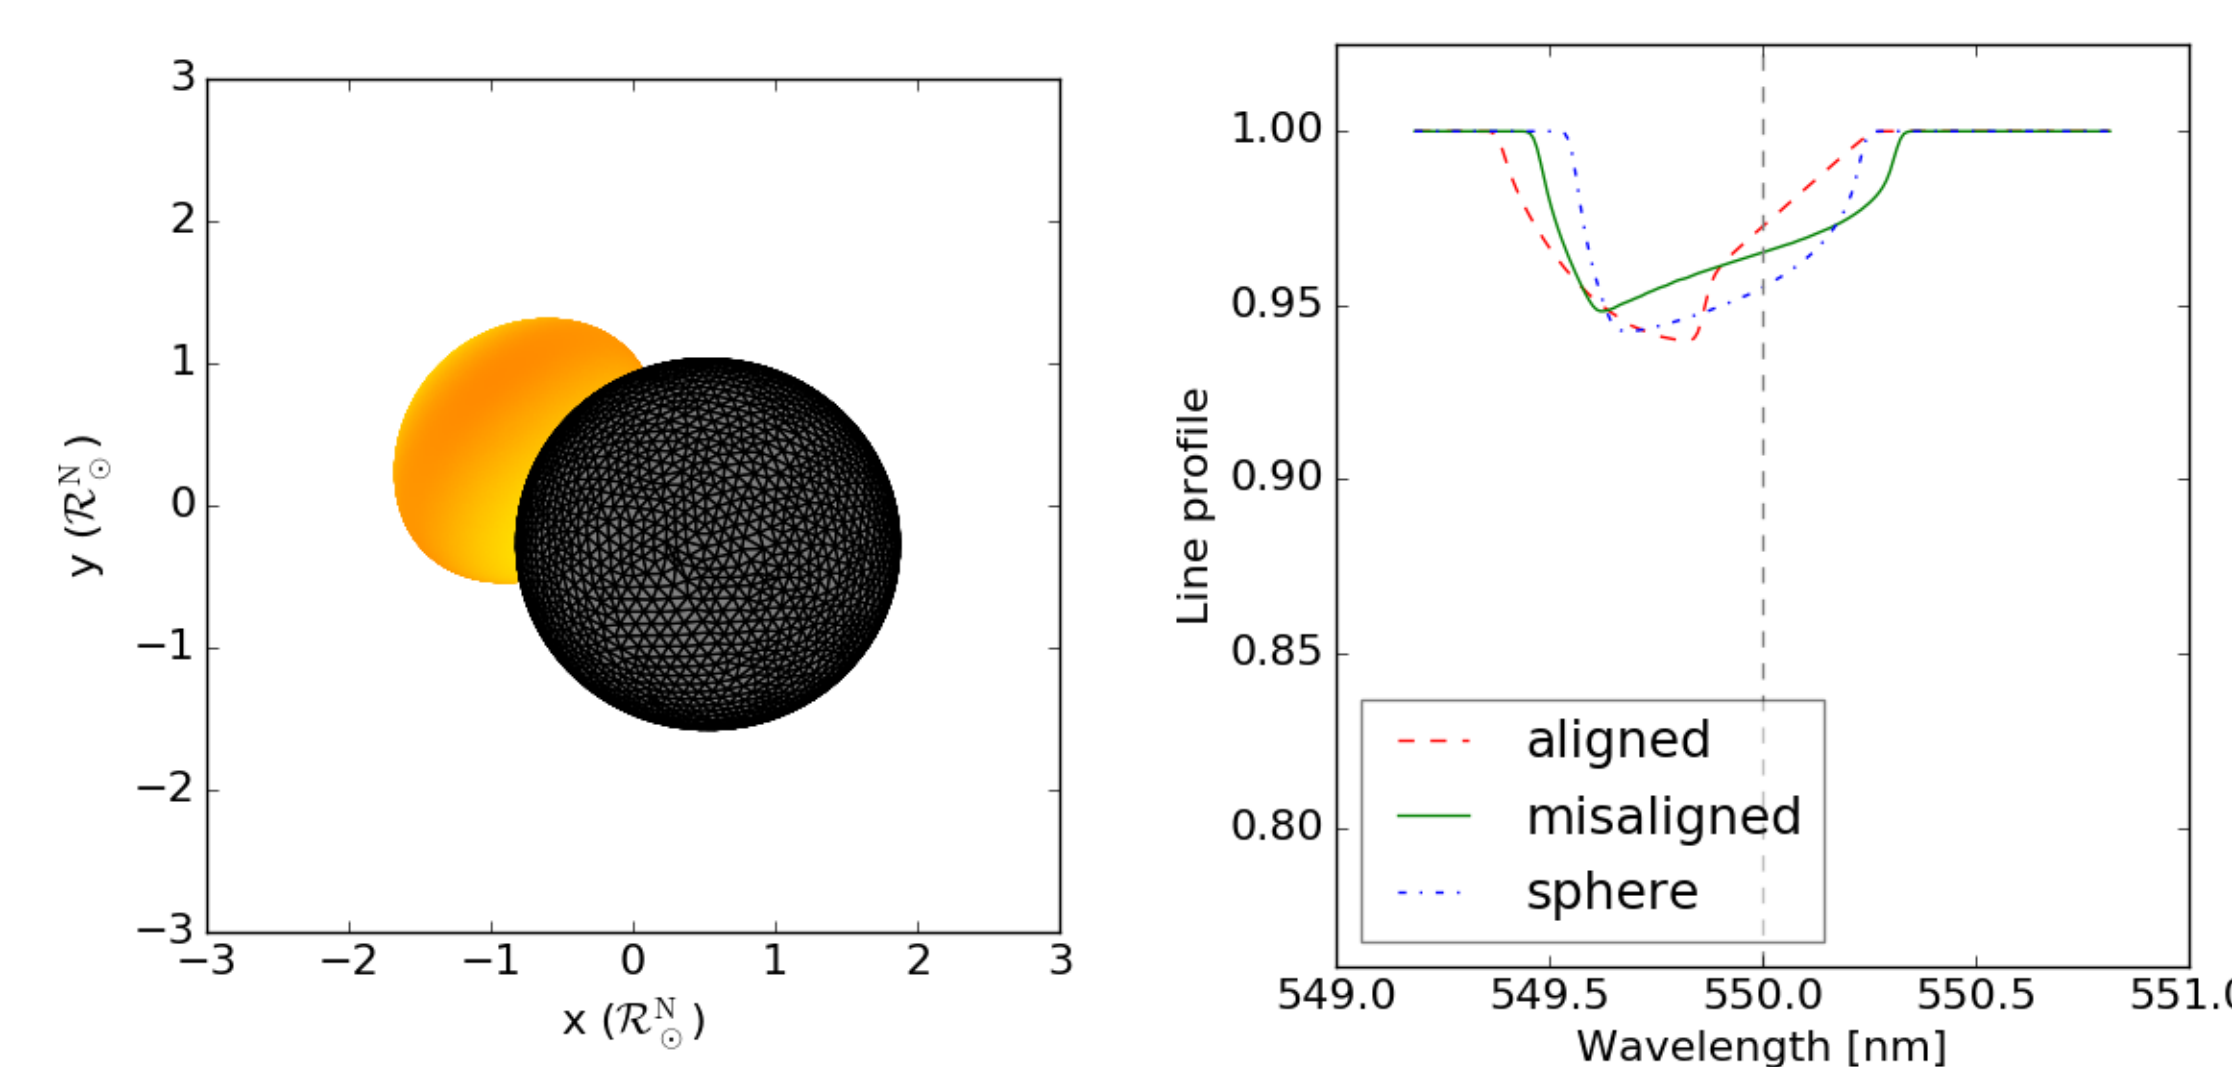 3
2
1
0
−1
−2
−3
−3 −2 −1 0 1 2 3
x (ℛ☉ᴺ)
y (ℛ☉ᴺ)
1.00
0.95
0.90
0.85
0.80
Line profile
aligned
misaligned
sphere
549.0 549.5 550.0 550.5 551.0
Wavelength [nm]